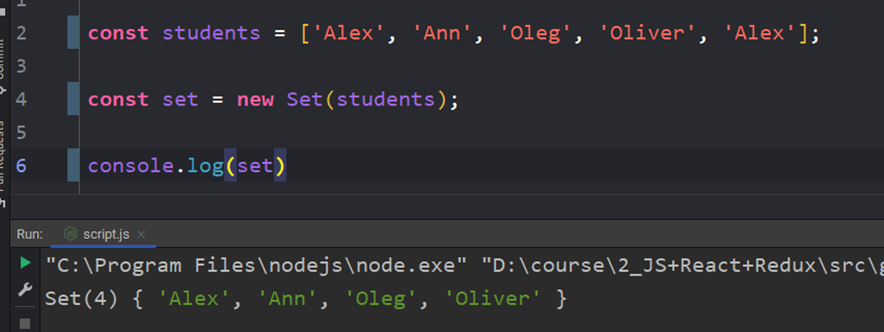 2 const students = ['Alex', 'Ann', 'Oleg', 'Oliver', 'Alex'];
3
4 const set = new Set(students);
5
6 console.log(set)
Commit
Pull Requests
Run: script.js ×
"C:\Program Files\nodejs\node.exe" "D:\course\2_JS+React+Redux\src\
Set(4) { 'Alex', 'Ann', 'Oleg', 'Oliver' }